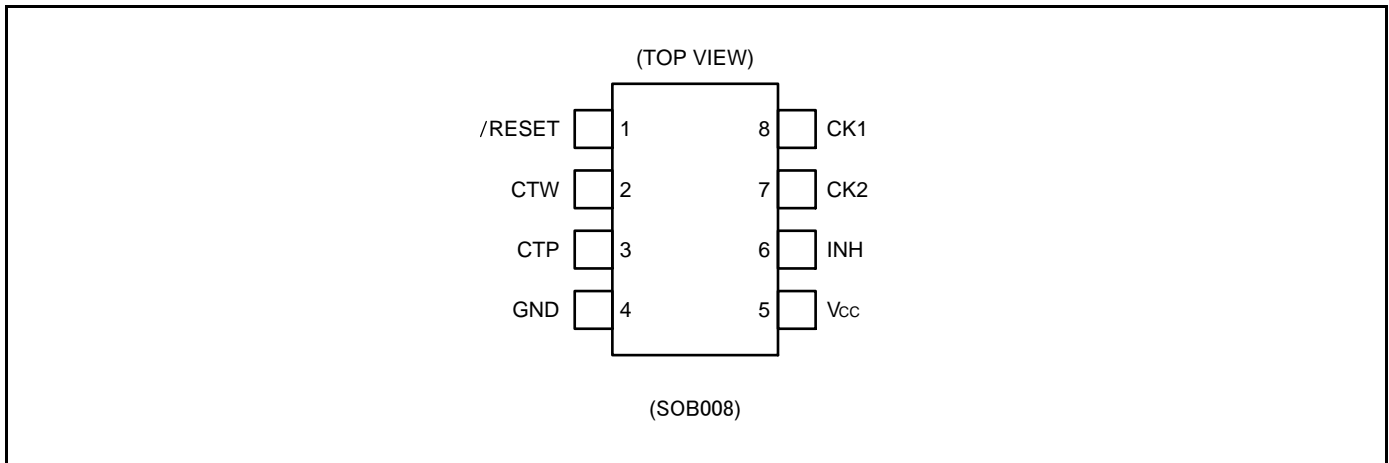 (TOP VIEW)
/RESET 1 8 CK1
CTW 2 7 CK2
CTP 3 6 INH
GND 4 5 VCC
(SOB008)